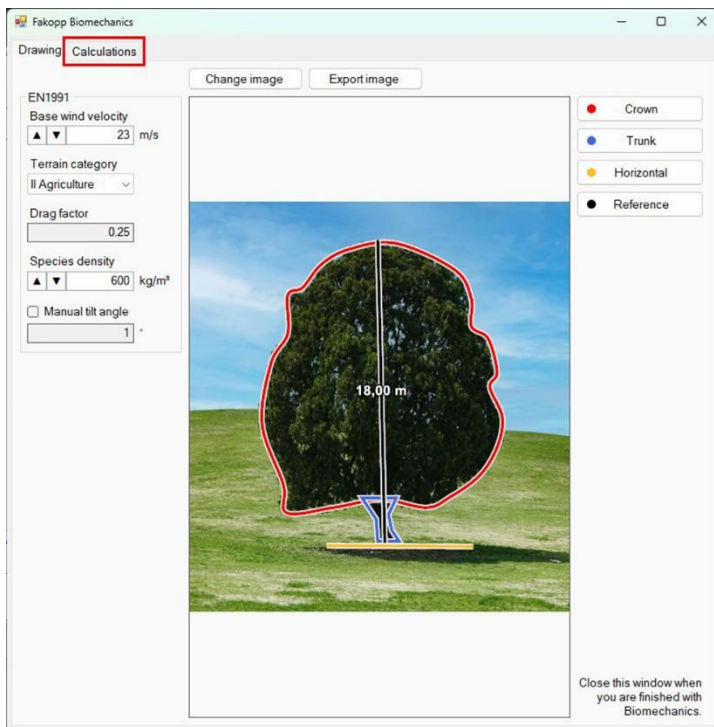 Fakopp Biomechanics
Drawing
Calculations
Change image
Export image
EN1991
Base wind velocity
23 m/s
Terrain category
II Agriculture
Drag factor
0.25
Species density
600 kg/m³
Manual tilt angle
1 °
Crown
Trunk
Horizontal
Reference
18,00 m
Close this window when
you are finished with
Biomechanics.